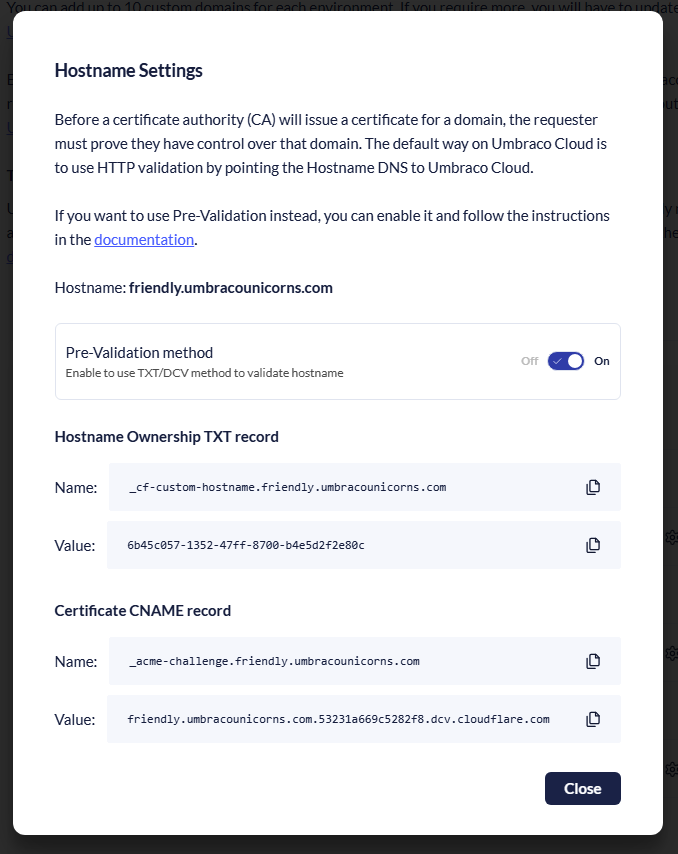 You can add up to 10 custom domains for each environment. If you require more, you will have to update
Hostname Settings
Before a certificate authority (CA) will issue a certificate for a domain, the requester
must prove they have control over that domain. The default way on Umbraco Cloud is
to use HTTP validation by pointing the Hostname DNS to Umbraco Cloud.
If you want to use Pre-Validation instead, you can enable it and follow the instructions
in the documentation.
Hostname: friendly.umbracounicorns.com
Pre-Validation method
Enable to use TXT/DCV method to validate hostname
Off
On
Hostname Ownership TXT record
Name: _cf-custom-hostname.friendly.umbracounicorns.com
Value: 6b45c057-1352-47ff-8700-b4e5d2f2e80c
Certificate CNAME record
Name: _acme-challenge.friendly.umbracounicorns.com
Value: friendly.umbracounicorns.com.53231a669c5282f8.dcv.cloudflare.com
Close